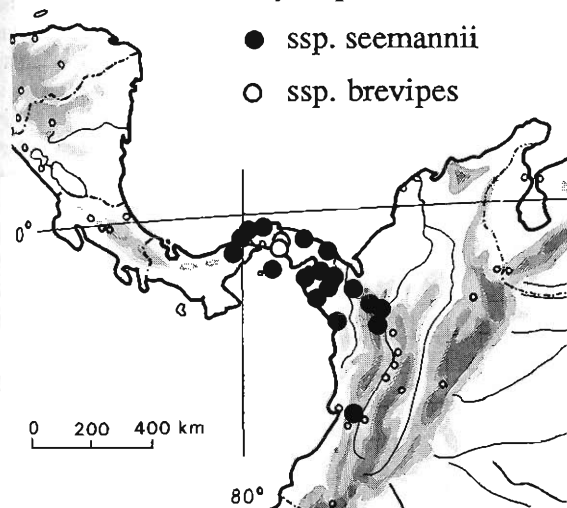 ● ssp. seemannii
○ ssp. brevipes
0°
0 200 400 km
80°